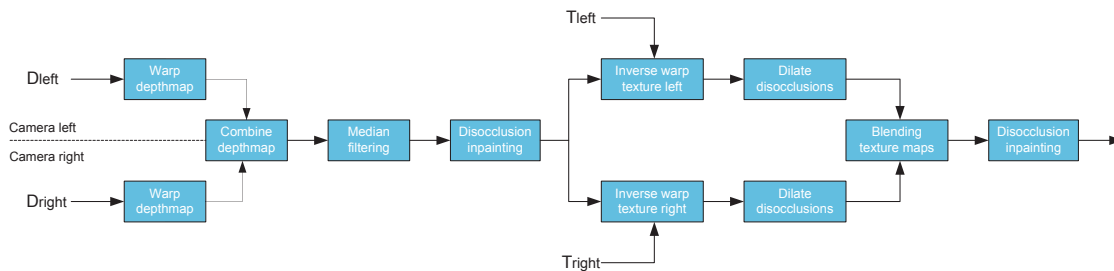 Tleft
Dleft
Warp
depthmap
Inverse warp
texture left
Dilate
disocclusions
Camera left
Camera right
Combine
depthmap
Median
filtering
Disocclusion
inpainting
Blending
texture maps
Disocclusion
inpainting
Dright
Warp
depthmap
Inverse warp
texture right
Dilate
disocclusions
Tright